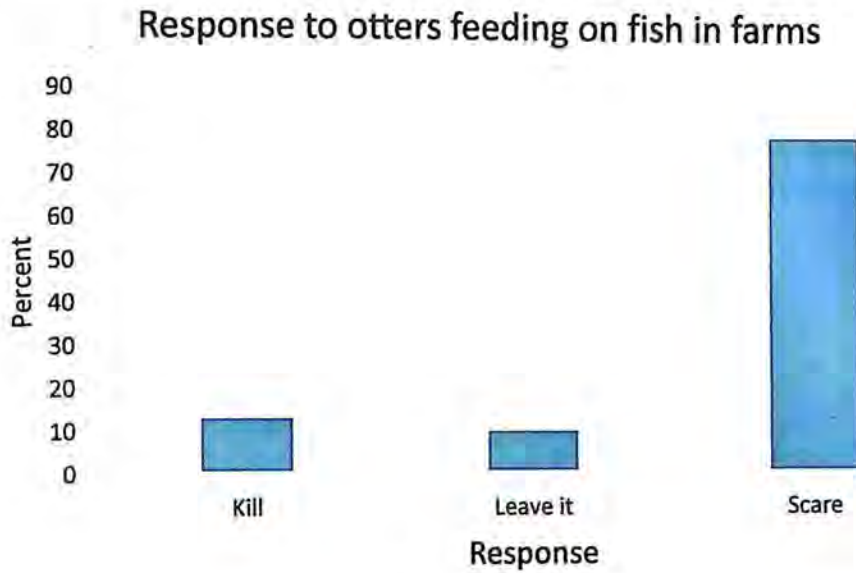 Response to otters feeding on fish in farms
90
80
70
60
50
40
30
20
10
0
Percent
Kill
Leave it
Scare
Response